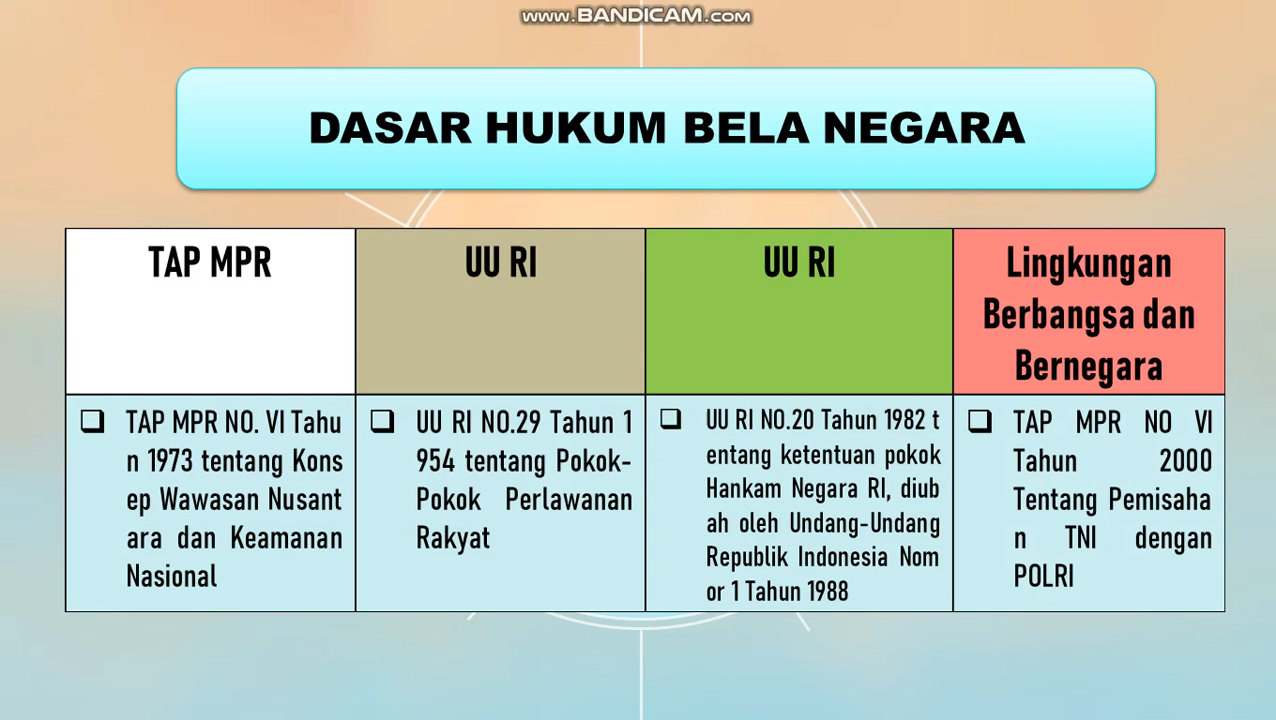 www.BANDICAM.com
DASAR HUKUM BELA NEGARA
TAP MPR
UU RI
UU RI
Lingkungan
Berbangsa dan
Bernegara
TAP MPR NO. VI Tahu
n 1973 tentang Kons
ep Wawasan Nusant
ara dan Keamanan
Nasional
UU RI NO.29 Tahun 1
954 tentang Pokok-
Pokok Perlawanan
Rakyat
UU RI NO.20 Tahun 1982 t
entang ketentuan pokok
Hankam Negara RI, diub
ah oleh Undang-Undang
Republik Indonesia Nom
or 1 Tahun 1988
TAP MPR NO VI
Tahun 2000
Tentang Pemisaha
n TNI dengan
POLRI